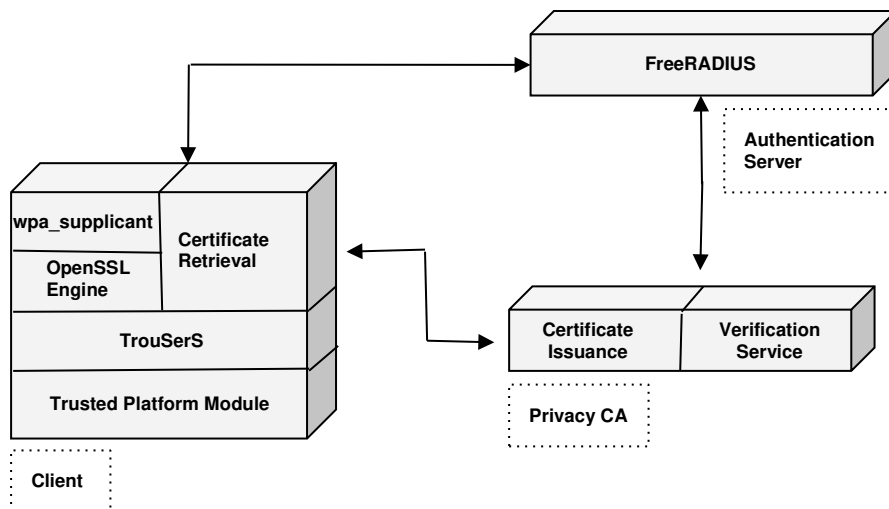 FreeRADIUS
Authentication
Server
wpa_supplicant
Certificate
Retrieval
OpenSSL
Engine
TrouSerS
Trusted Platform Module
Client
Certificate
Issuance
Verification
Service
Privacy CA